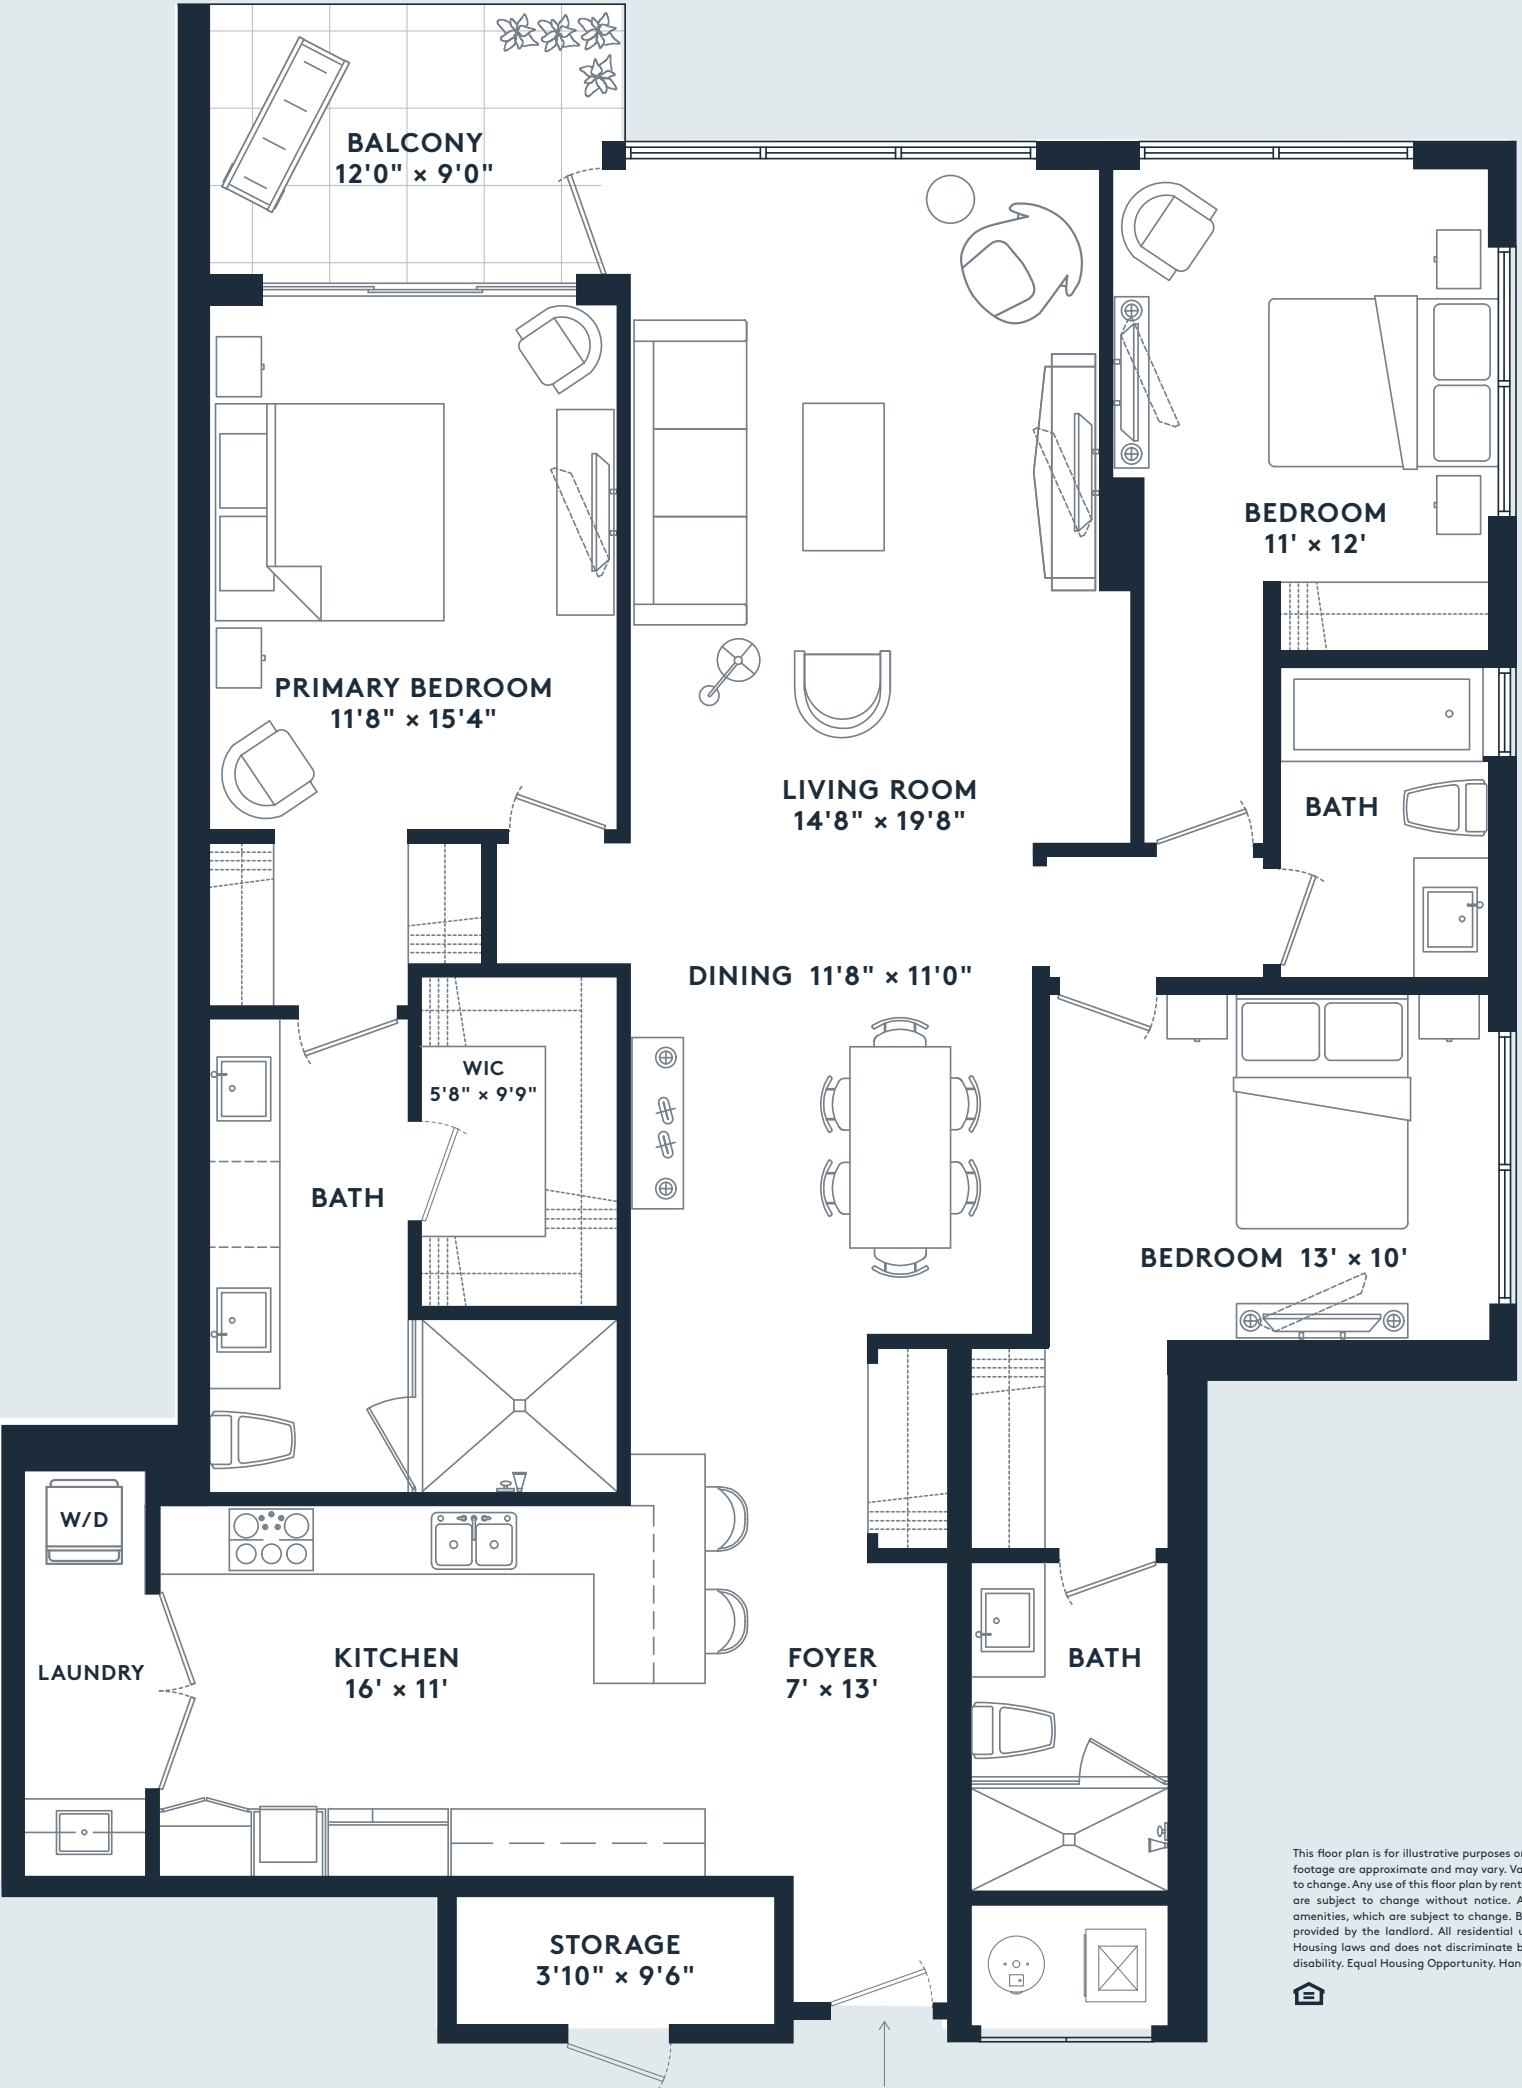 BALCONY
12'0" × 9'0"
BEDROOM
11' × 12'
PRIMARY BEDROOM
11'8" × 15'4"
LIVING ROOM
14'8" × 19'8"
BATH
DINING 11'8" × 11'0"
WIC
5'8" × 9'9"
BATH
BEDROOM 13' × 10'
W/D
LAUNDRY
KITCHEN
16' × 11'
FOYER
7' × 13'
BATH
STORAGE
3'10" × 9'6"
This floor plan is for illustrative purposes
footage are approximate and may vary.
to change. Any use of this floor plan by
are subject to change without notice.
amenities, which are subject to change.
provided by the landlord. All residential
Housing laws and does not discriminate
disability. Equal Housing Opportunity.